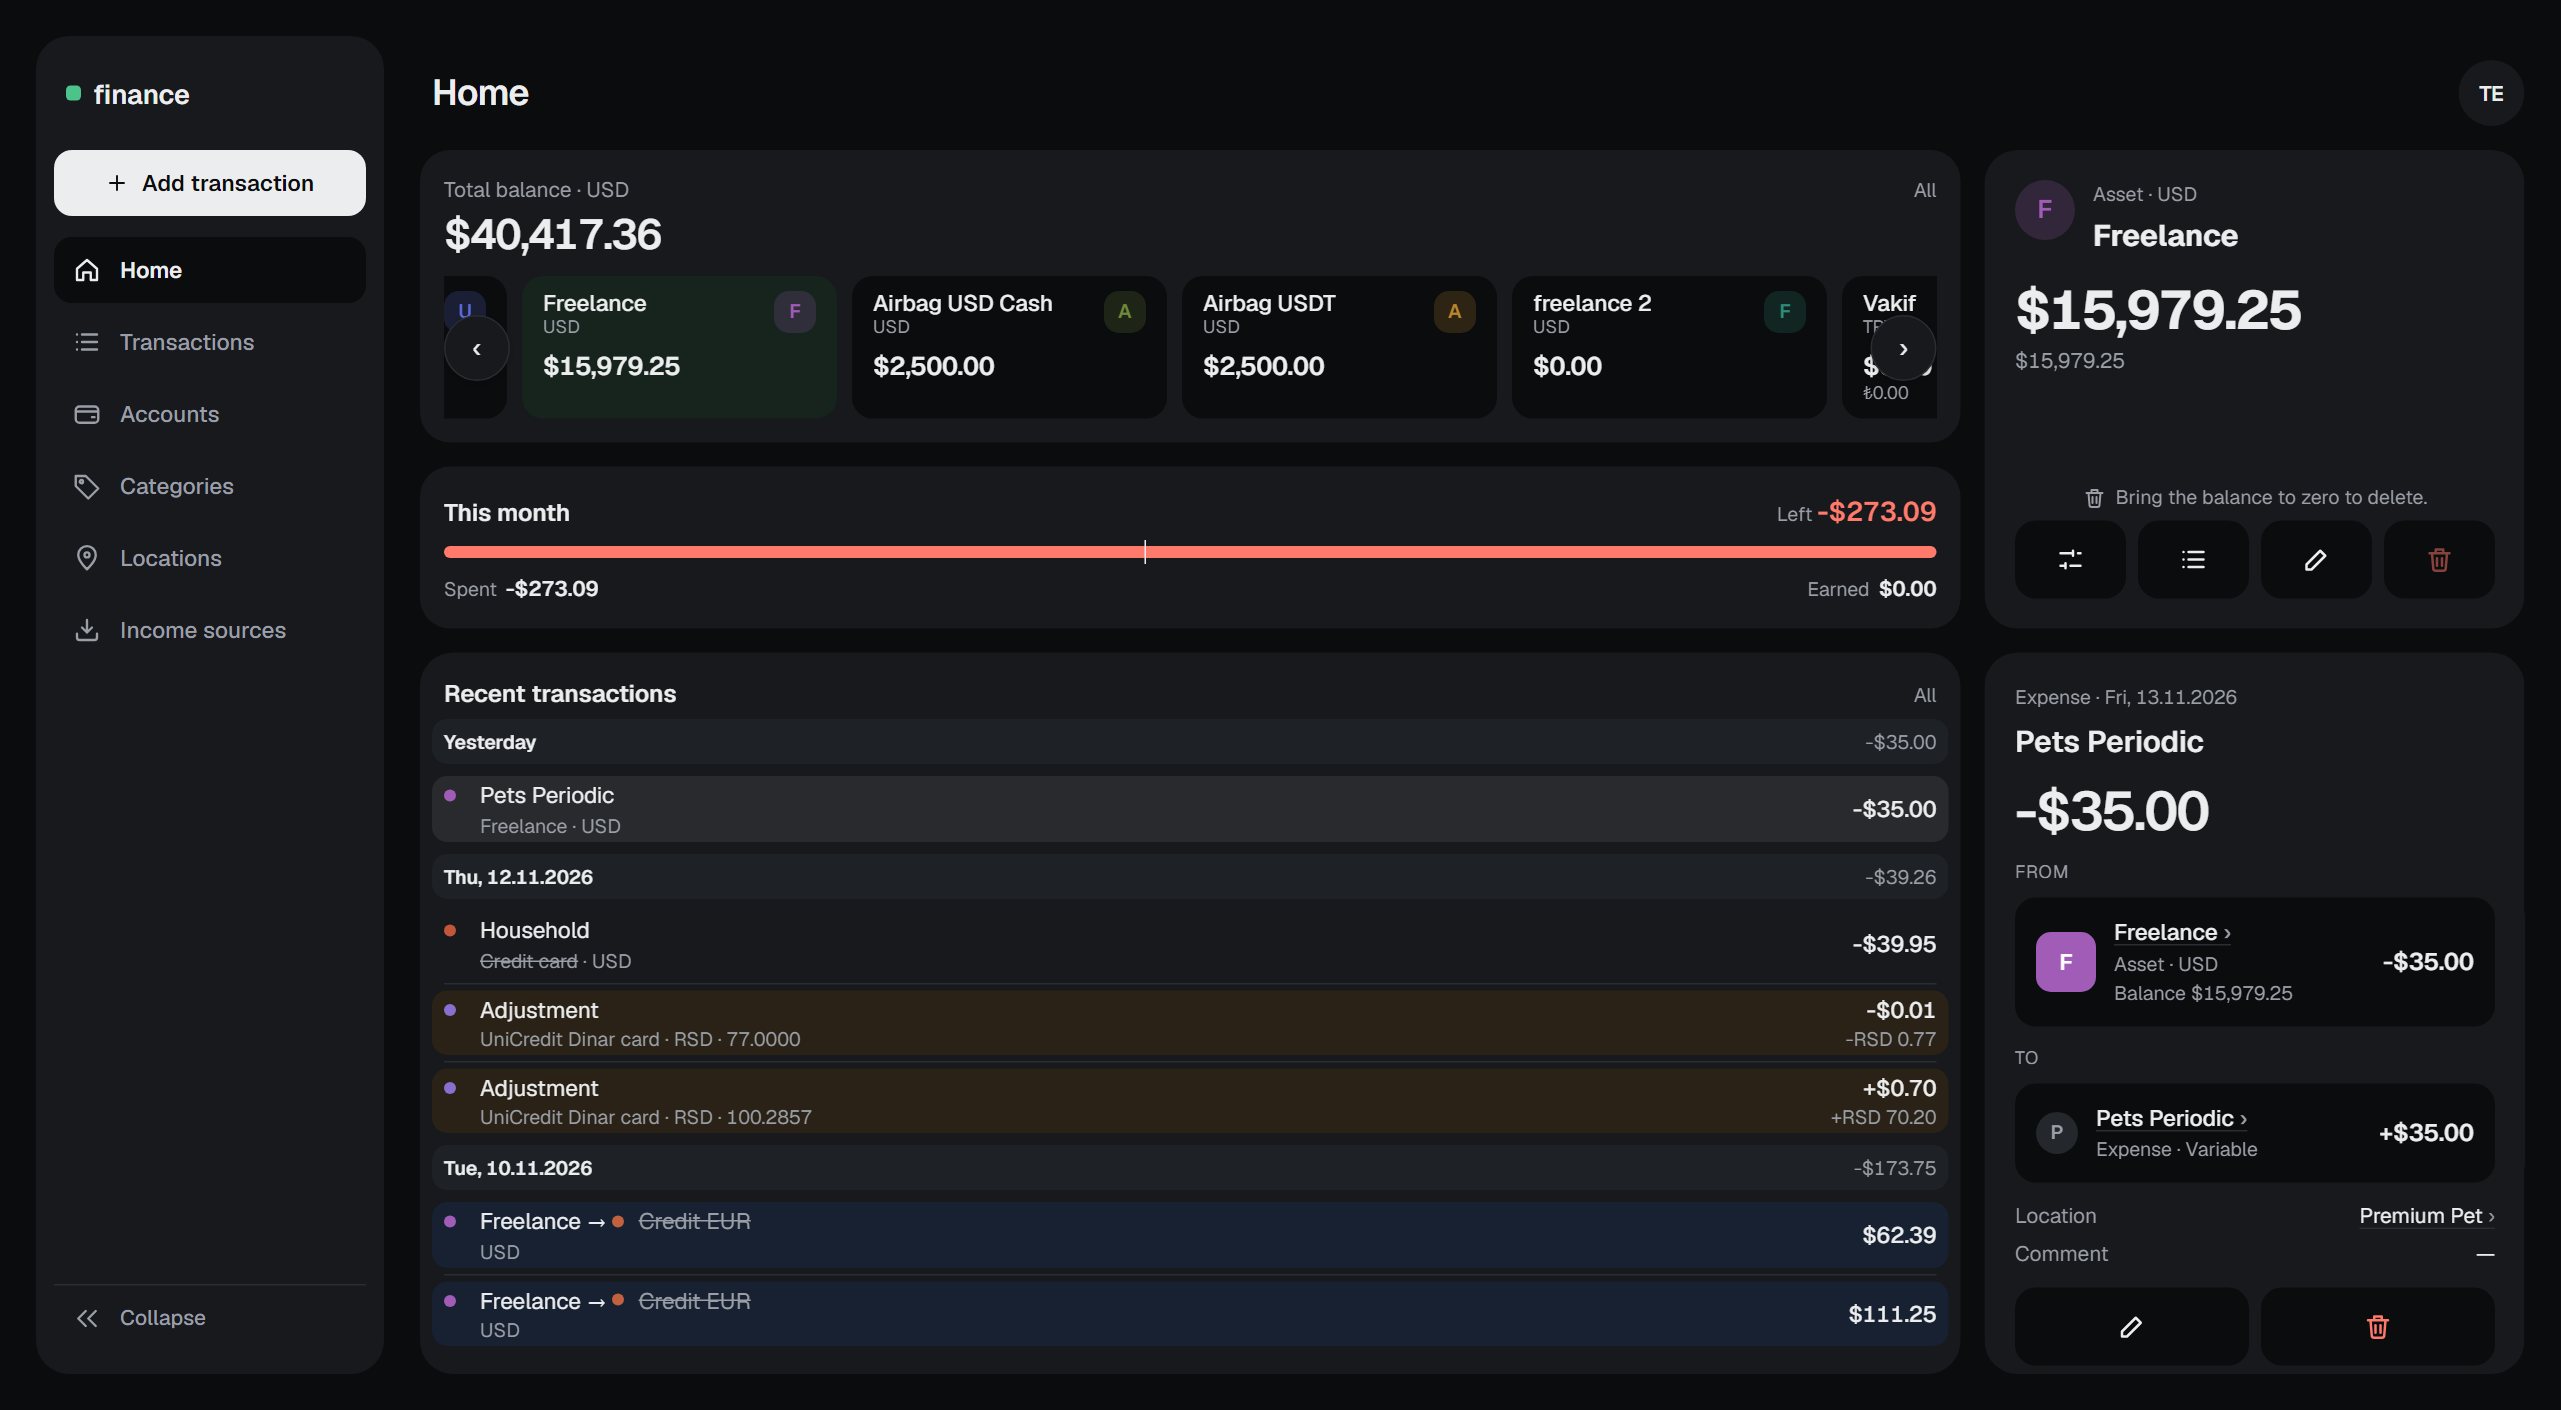 finance
Add transaction
Home
Transactions
Accounts
Categories
Locations
Income sources
Collapse
Home
TE
Total balance · USD
All
$40,417.36
U
‹
Freelance
USD
F
$15,979.25
Airbag USD Cash
USD
A
$2,500.00
Airbag USDT
USD
A
$2,500.00
freelance 2
USD
F
$0.00
Vakif
₺0.00
›
This month
Left -$273.09
Spent -$273.09
Earned $0.00
Recent transactions
All
Yesterday
-$35.00
Pets Periodic
Freelance · USD
-$35.00
Thu, 12.11.2026
-$39.26
Household
Credit card · USD
-$39.95
Adjustment
UniCredit Dinar card · RSD · 77.0000
-$0.01
-RSD 0.77
Adjustment
UniCredit Dinar card · RSD · 100.2857
+$0.70
+RSD 70.20
Tue, 10.11.2026
-$173.75
Freelance → Credit EUR
USD
$62.39
Freelance → Credit EUR
USD
$111.25
F
Asset · USD
Freelance
$15,979.25
$15,979.25
Bring the balance to zero to delete.
Expense · Fri, 13.11.2026
Pets Periodic
-$35.00
FROM
F
Freelance ›
Asset · USD
Balance $15,979.25
-$35.00
TO
P
Pets Periodic ›
Expense · Variable
+$35.00
Location
Premium Pet ›
Comment
—